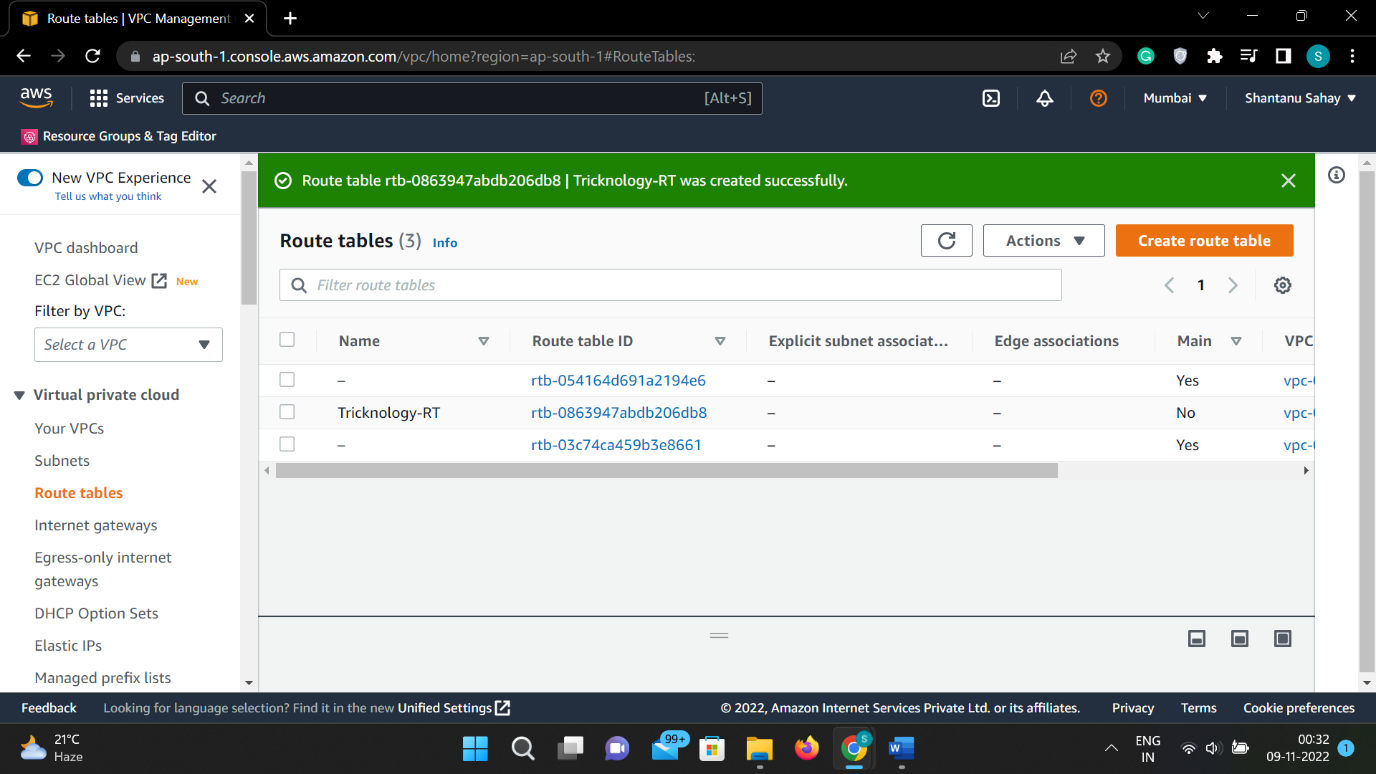 Route tables | VPC Management
ap-south-1.console.aws.amazon.com/vpc/home?region=ap-south-1#RouteTables:
S
aws
Services
Search
[Alt+S]
Mumbai
Shantanu Sahay
Resource Groups & Tag Editor
New VPC Experience
Tell us what you think
VPC dashboard
EC2 Global View New
Filter by VPC:
Select a VPC
Virtual private cloud
Your VPCs
Subnets
Route tables
Internet gateways
Egress-only internet
gateways
DHCP Option Sets
Elastic IPs
Managed prefix lists
Route table rtb-0863947abdb206db8 | Tricknology-RT was created successfully.
Route tables (3) Info
Actions
Create route table
Filter route tables
1
Name Route table ID Explicit subnet associat... Edge associations Main VPC
– rtb-054164d691a2194e6 – – Yes vpc-
Tricknology-RT rtb-0863947abdb206db8 – – No vpc-
– rtb-03c74ca459b3e8661 – – Yes vpc-
Feedback Looking for language selection? Find it in the new Unified Settings © 2022, Amazon Internet Services Private Ltd. or its affiliates. Privacy Terms Cookie preferences
21°C
Haze
99+
S
W
ENG
IN
00:32
09-11-2022
1